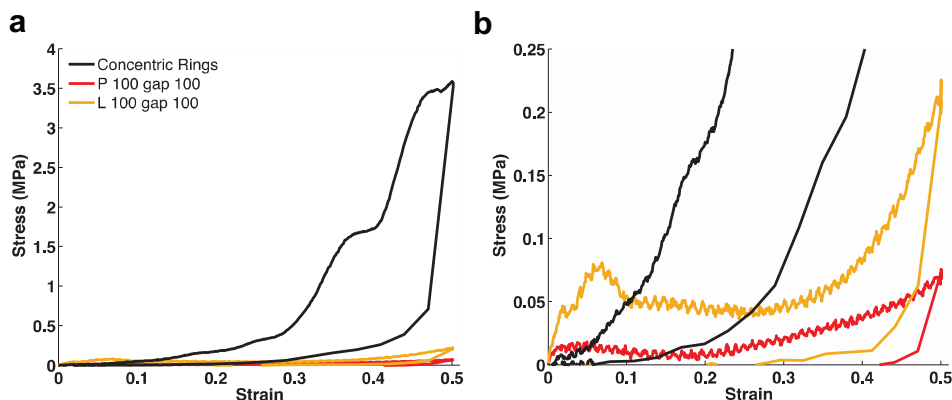 a
4
3.5
3
2.5
2
1.5
1
0.5
0
Stress (MPa)
Concentric Rings
P 100 gap 100
L 100 gap 100
0 0.1 0.2 0.3 0.4 0.5
Strain
b
0.25
0.2
0.15
0.1
0.05
0
Stress (MPa)
0 0.1 0.2 0.3 0.4 0.5
Strain